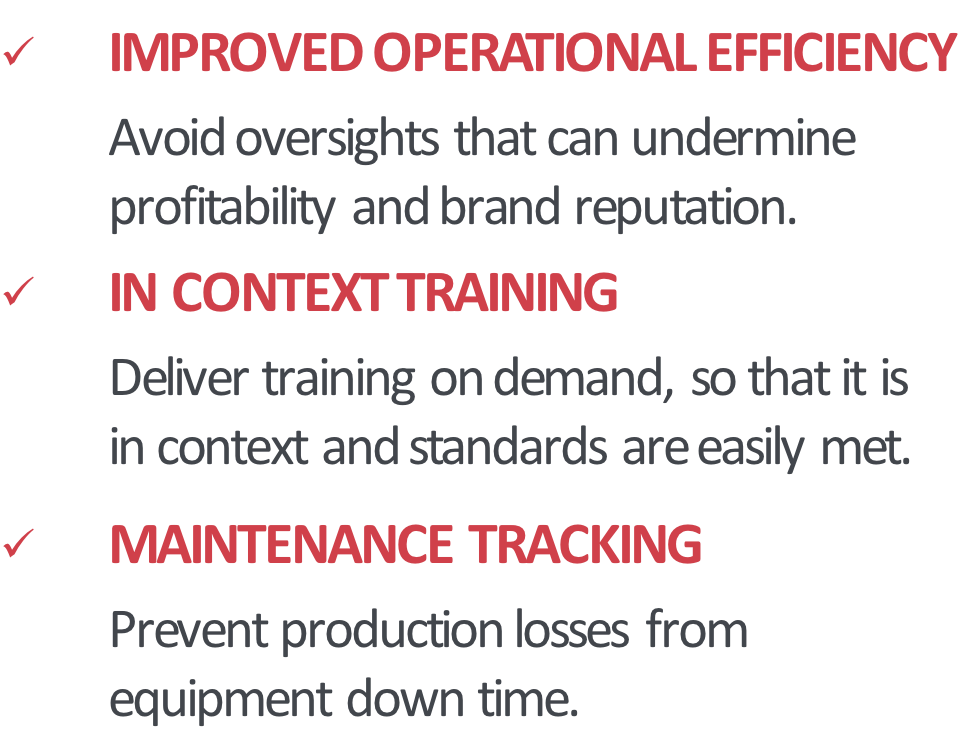 ✓ IMPROVED OPERATIONAL EFFICIENCY
Avoid oversights that can undermine
profitability and brand reputation.
✓ IN CONTEXT TRAINING
Deliver training on demand, so that it is
in context and standards are easily met.
✓ MAINTENANCE TRACKING
Prevent production losses from
equipment down time.